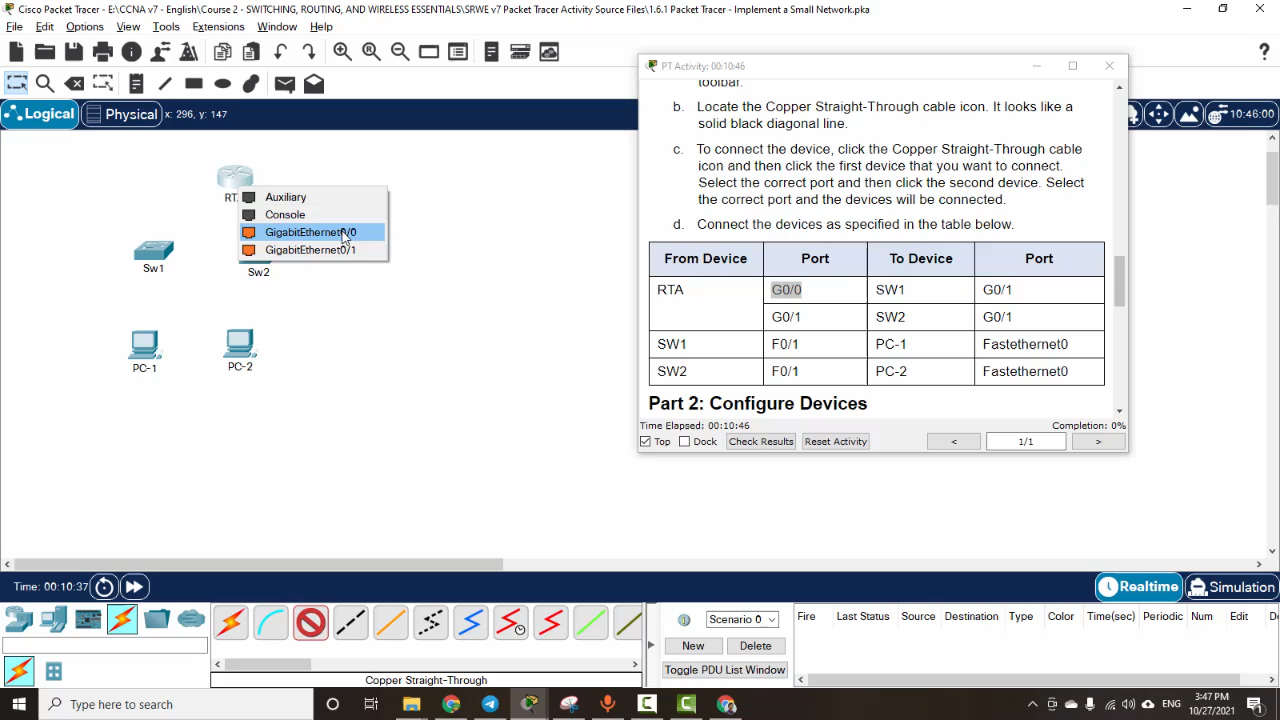 Cisco Packet Tracer - E:\CCNA v7 - English\Course 2 - SWITCHING, ROUTING, AND WIRELESS ESSENTIALS\SRWE v7 Packet Tracer Activity Source Files\1.6.1 Packet Tracer - Implement a Small Network.pka
File Edit Options View Tools Extensions Window Help
Logical Physical x: 296, y: 147
10:46:00
PT Activity: 00:10:46
toolbar.
b. Locate the Copper Straight-Through cable icon. It looks like a
solid black diagonal line.
c. To connect the device, click the Copper Straight-Through cable
icon and then click the first device that you want to connect.
Select the correct port and then click the second device. Select
the correct port and the devices will be connected.
d. Connect the devices as specified in the table below.
From Device Port To Device Port
RTA G0/0 SW1 G0/1
G0/1 SW2 G0/1
SW1 F0/1 PC-1 Fastethernet0
SW2 F0/1 PC-2 Fastethernet0
Part 2: Configure Devices
Time Elapsed: 00:10:46 Completion: 0%
Top Dock Check Results Reset Activity < 1/1 >
Auxiliary
Console
GigabitEthernet0/0
GigabitEthernet0/1
Sw1
Sw2
PC-1
PC-2
Time: 00:10:37
Realtime Simulation
Copper Straight-Through
Scenario 0
New Delete
Toggle PDU List Window
Fire Last Status Source Destination Type Color Time(sec) Periodic Num Edit
Type here to search
ENG
3:47 PM
10/27/2021